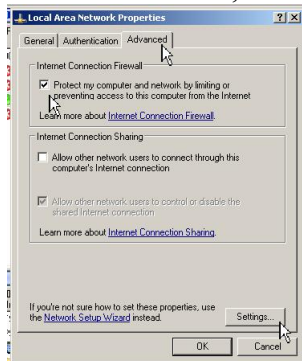 Local Area Network Properties
General Authentication Advanced
Internet Connection Firewall
Protect my computer and network by limiting or
preventing access to this computer from the Internet
Learn more about Internet Connection Firewall.
Internet Connection Sharing
Allow other network users to connect through this
computer's Internet connection
Allow other network users to control or disable the
shared Internet connection
Learn more about Internet Connection Sharing.
If you're not sure how to set these properties, use
the Network Setup Wizard instead.
Settings...
OK Cancel